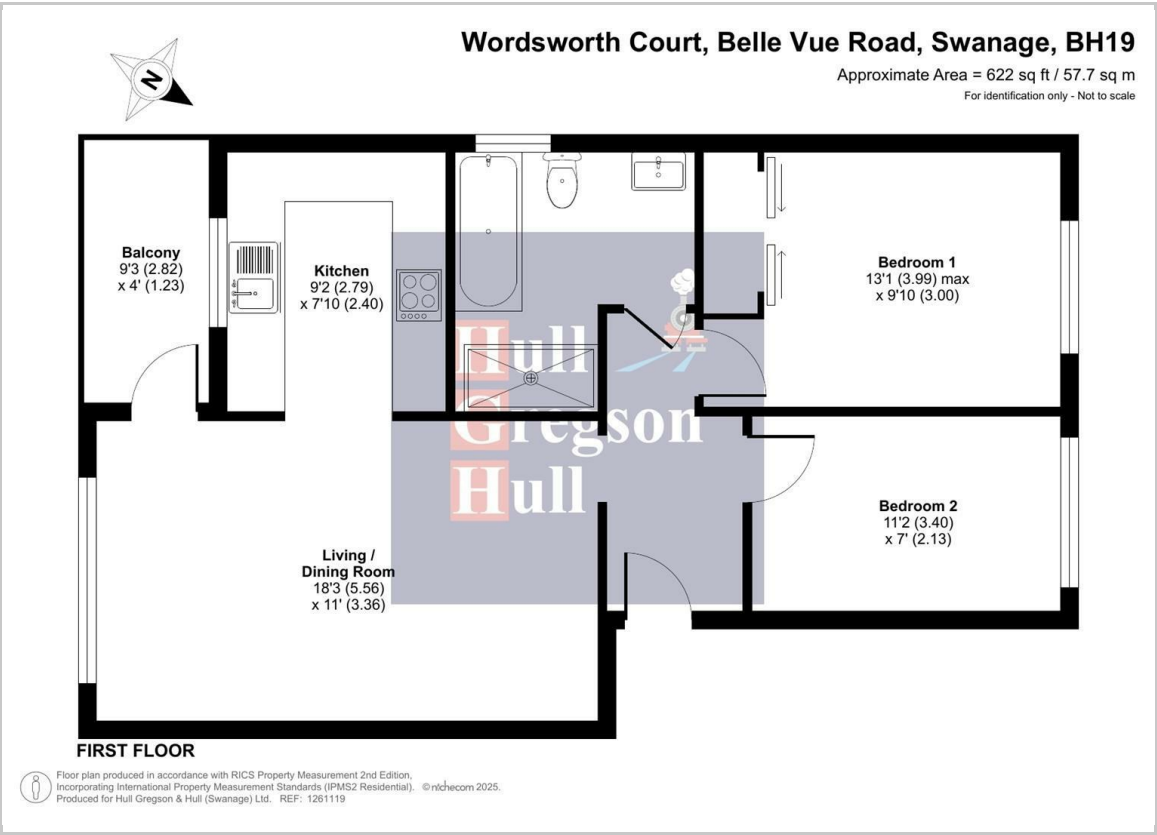 Wordsworth Court, Belle Vue Road, Swanage, BH19
Approximate Area = 622 sq ft / 57.7 sq m
For identification only - Not to scale
N
Balcony
9'3 (2.82)
x 4' (1.23)
Kitchen
9'2 (2.79)
x 7'10 (2.40)
Bedroom 1
13'1 (3.99) max
x 9'10 (3.00)
Hull
Gregson
Hull
Bedroom 2
11'2 (3.40)
x 7' (2.13)
Living /
Dining Room
18'3 (5.56)
x 11' (3.36)
FIRST FLOOR
Floor plan produced in accordance with RICS Property Measurement 2nd Edition,
Incorporating International Property Measurement Standards (IPMS2 Residential). © nichecom 2025.
Produced for Hull Gregson & Hull (Swanage) Ltd. REF: 1261119